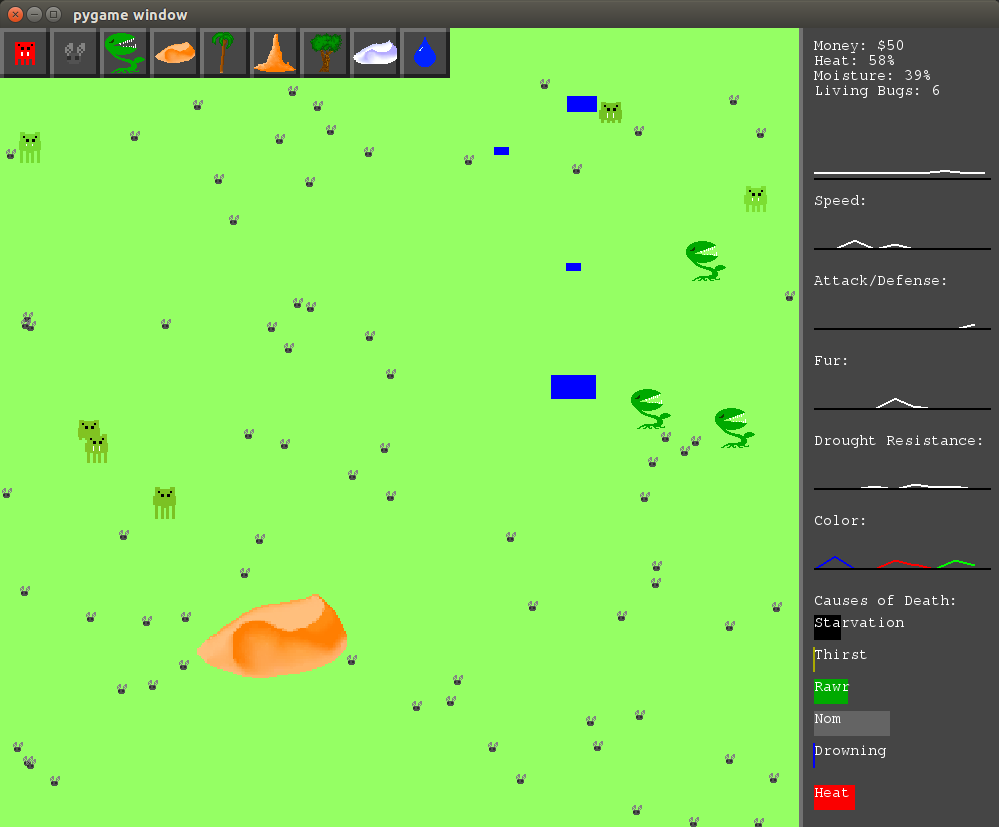 pygame window
Money: $50
Heat: 58%
Moisture: 39%
Living Bugs: 6
Speed:
Attack/Defense:
Fur:
Drought Resistance:
Color:
Causes of Death:
Starvation
Thirst
Rawr
Nom
Drowning
Heat